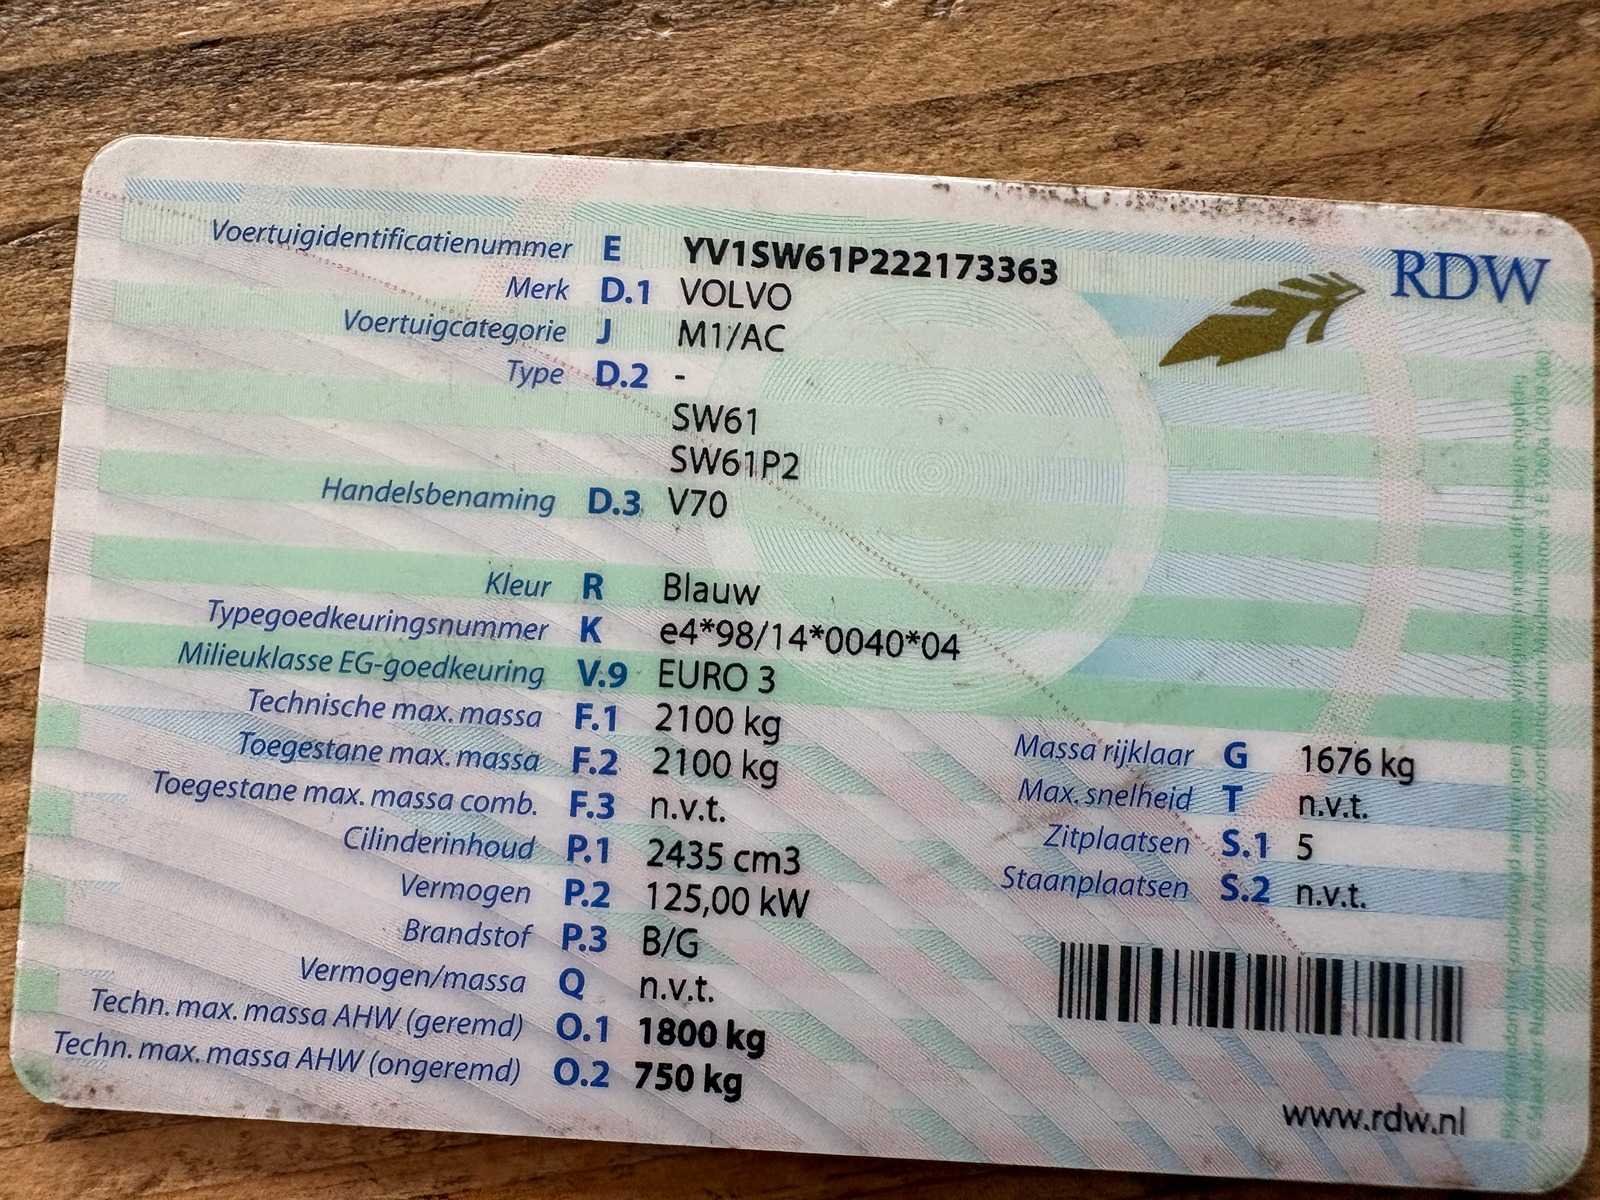 RDW
Voertuigidentificatienummer E YV1SW61P222173363
Merk D.1 VOLVO
Voertuigcategorie J M1/AC
Type D.2 -
SW61
SW61P2
Handelsbenaming D.3 V70
Kleur R Blauw
Typegoedkeuringsnummer K e4*98/14*0040*04
Milieuklasse EG-goedkeuring V.9 EURO 3
Technische max. massa F.1 2100 kg
Toegestane max. massa F.2 2100 kg
Toegestane max. massa comb. F.3 n.v.t.
Cilinderinhoud P.1 2435 cm3
Vermogen P.2 125,00 kW
Brandstof P.3 B/G
Vermogen/massa Q n.v.t.
Techn. max. massa AHW (geremd) O.1 1800 kg
Techn. max. massa AHW (ongeremd) O.2 750 kg
Massa rijklaar G 1676 kg
Max. snelheid T n.v.t.
Zitplaatsen S.1 5
Staanplaatsen S.2 n.v.t.
www.rdw.nl